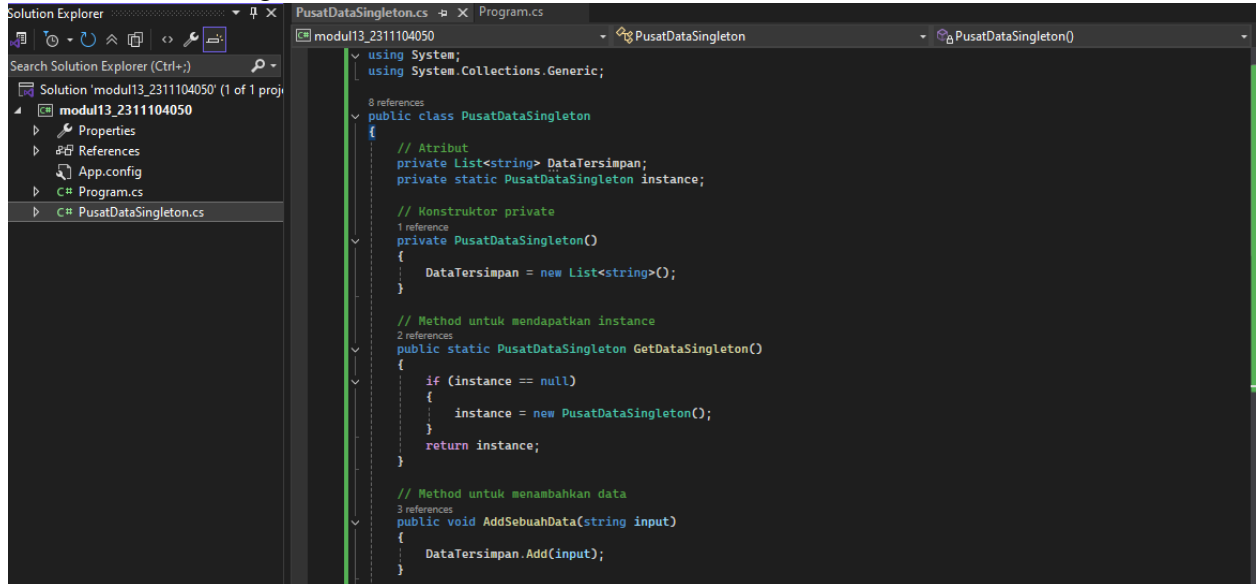 Solution Explorer
Search Solution Explorer (Ctrl+;)
Solution 'modul13_2311104050' (1 of 1 proj
modul13_2311104050
Properties
References
App.config
C# Program.cs
C# PusatDataSingleton.cs
PusatDataSingleton.cs Program.cs
C# modul13_2311104050 PusatDataSingleton PusatDataSingleton()
using System;
using System.Collections.Generic;
8 references
public class PusatDataSingleton
{
// Atribut
private List<string> DataTersimpan;
private static PusatDataSingleton instance;
// Konstruktor private
1 reference
private PusatDataSingleton()
{
DataTersimpan = new List<string>();
}
// Method untuk mendapatkan instance
2 references
public static PusatDataSingleton GetDataSingleton()
{
if (instance == null)
{
instance = new PusatDataSingleton();
}
return instance;
}
// Method untuk menambahkan data
3 references
public void AddSebuahData(string input)
{
DataTersimpan.Add(input);
}